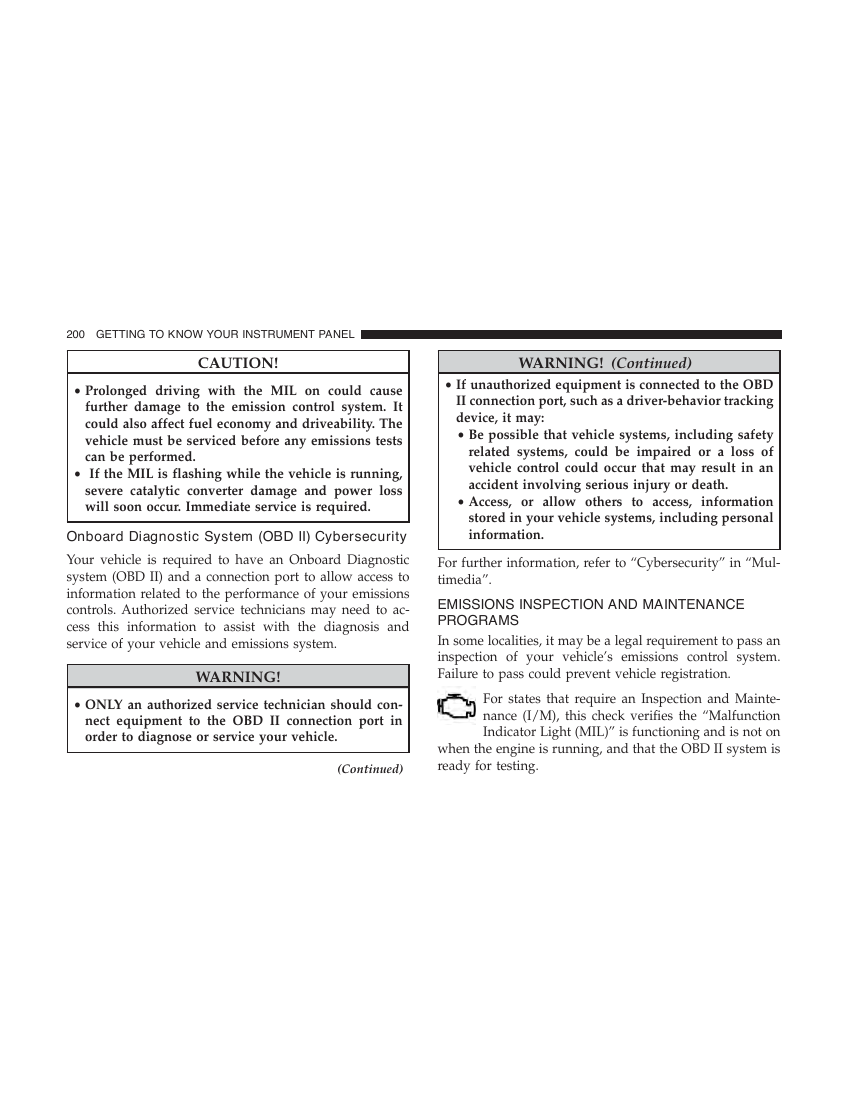 200 GETTING TO KNOW YOUR INSTRUMENT PANEL
CAUTION!
• Prolonged driving with the MIL on could cause
further damage to the emission control system. It
could also affect fuel economy and driveability. The
vehicle must be serviced before any emissions tests
can be performed.
• If the MIL is flashing while the vehicle is running,
severe catalytic converter damage and power loss
will soon occur. Immediate service is required.
Onboard Diagnostic System (OBD II) Cybersecurity
Your vehicle is required to have an Onboard Diagnostic
system (OBD II) and a connection port to allow access to
information related to the performance of your emissions
controls. Authorized service technicians may need to ac-
cess this information to assist with the diagnosis and
service of your vehicle and emissions system.
WARNING!
• ONLY an authorized service technician should con-
nect equipment to the OBD II connection port in
order to diagnose or service your vehicle.
(Continued)
WARNING! (Continued)
• If unauthorized equipment is connected to the OBD
II connection port, such as a driver-behavior tracking
device, it may:
• Be possible that vehicle systems, including safety
related systems, could be impaired or a loss of
vehicle control could occur that may result in an
accident involving serious injury or death.
• Access, or allow others to access, information
stored in your vehicle systems, including personal
information.
For further information, refer to “Cybersecurity” in “Mul-
timedia”.
EMISSIONS INSPECTION AND MAINTENANCE
PROGRAMS
In some localities, it may be a legal requirement to pass an
inspection of your vehicle’s emissions control system.
Failure to pass could prevent vehicle registration.
For states that require an Inspection and Mainte-
nance (I/M), this check verifies the “Malfunction
Indicator Light (MIL)” is functioning and is not on
when the engine is running, and that the OBD II system is
ready for testing.